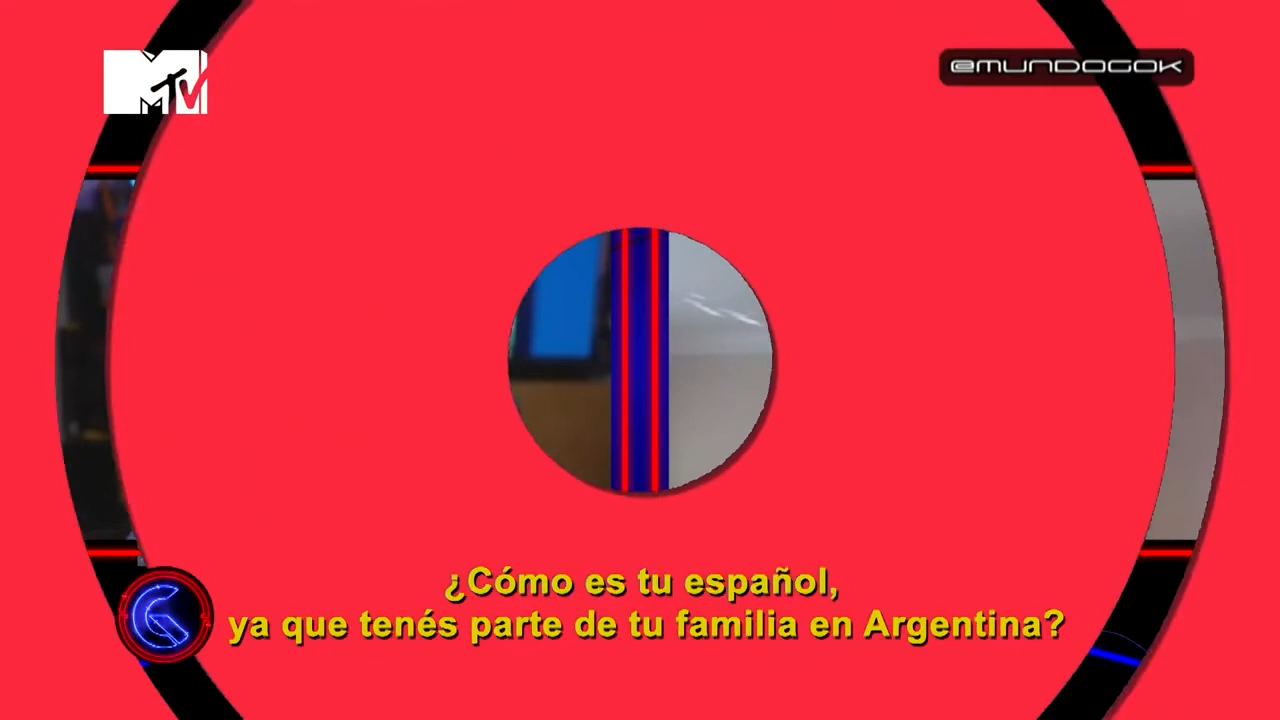 MTV
@MUNDOGOK
¿Cómo es tu español,
ya que tenés parte de tu familia en Argentina?